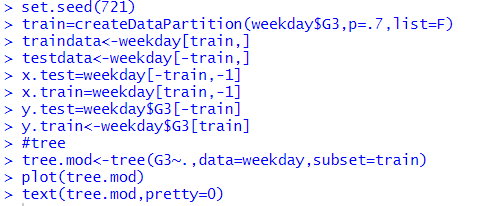 > set.seed(721)
> train=createDataPartition(weekday$G3,p=.7,list=F)
> traindata<-weekday[train,]
> testdata<-weekday[-train,]
> x.test=weekday[-train,-1]
> x.train=weekday[train,-1]
> y.test=weekday$G3[-train]
> y.train<-weekday$G3[train]
> #tree
> tree.mod<-tree(G3~.,data=weekday,subset=train)
> plot(tree.mod)
> text(tree.mod,pretty=0)